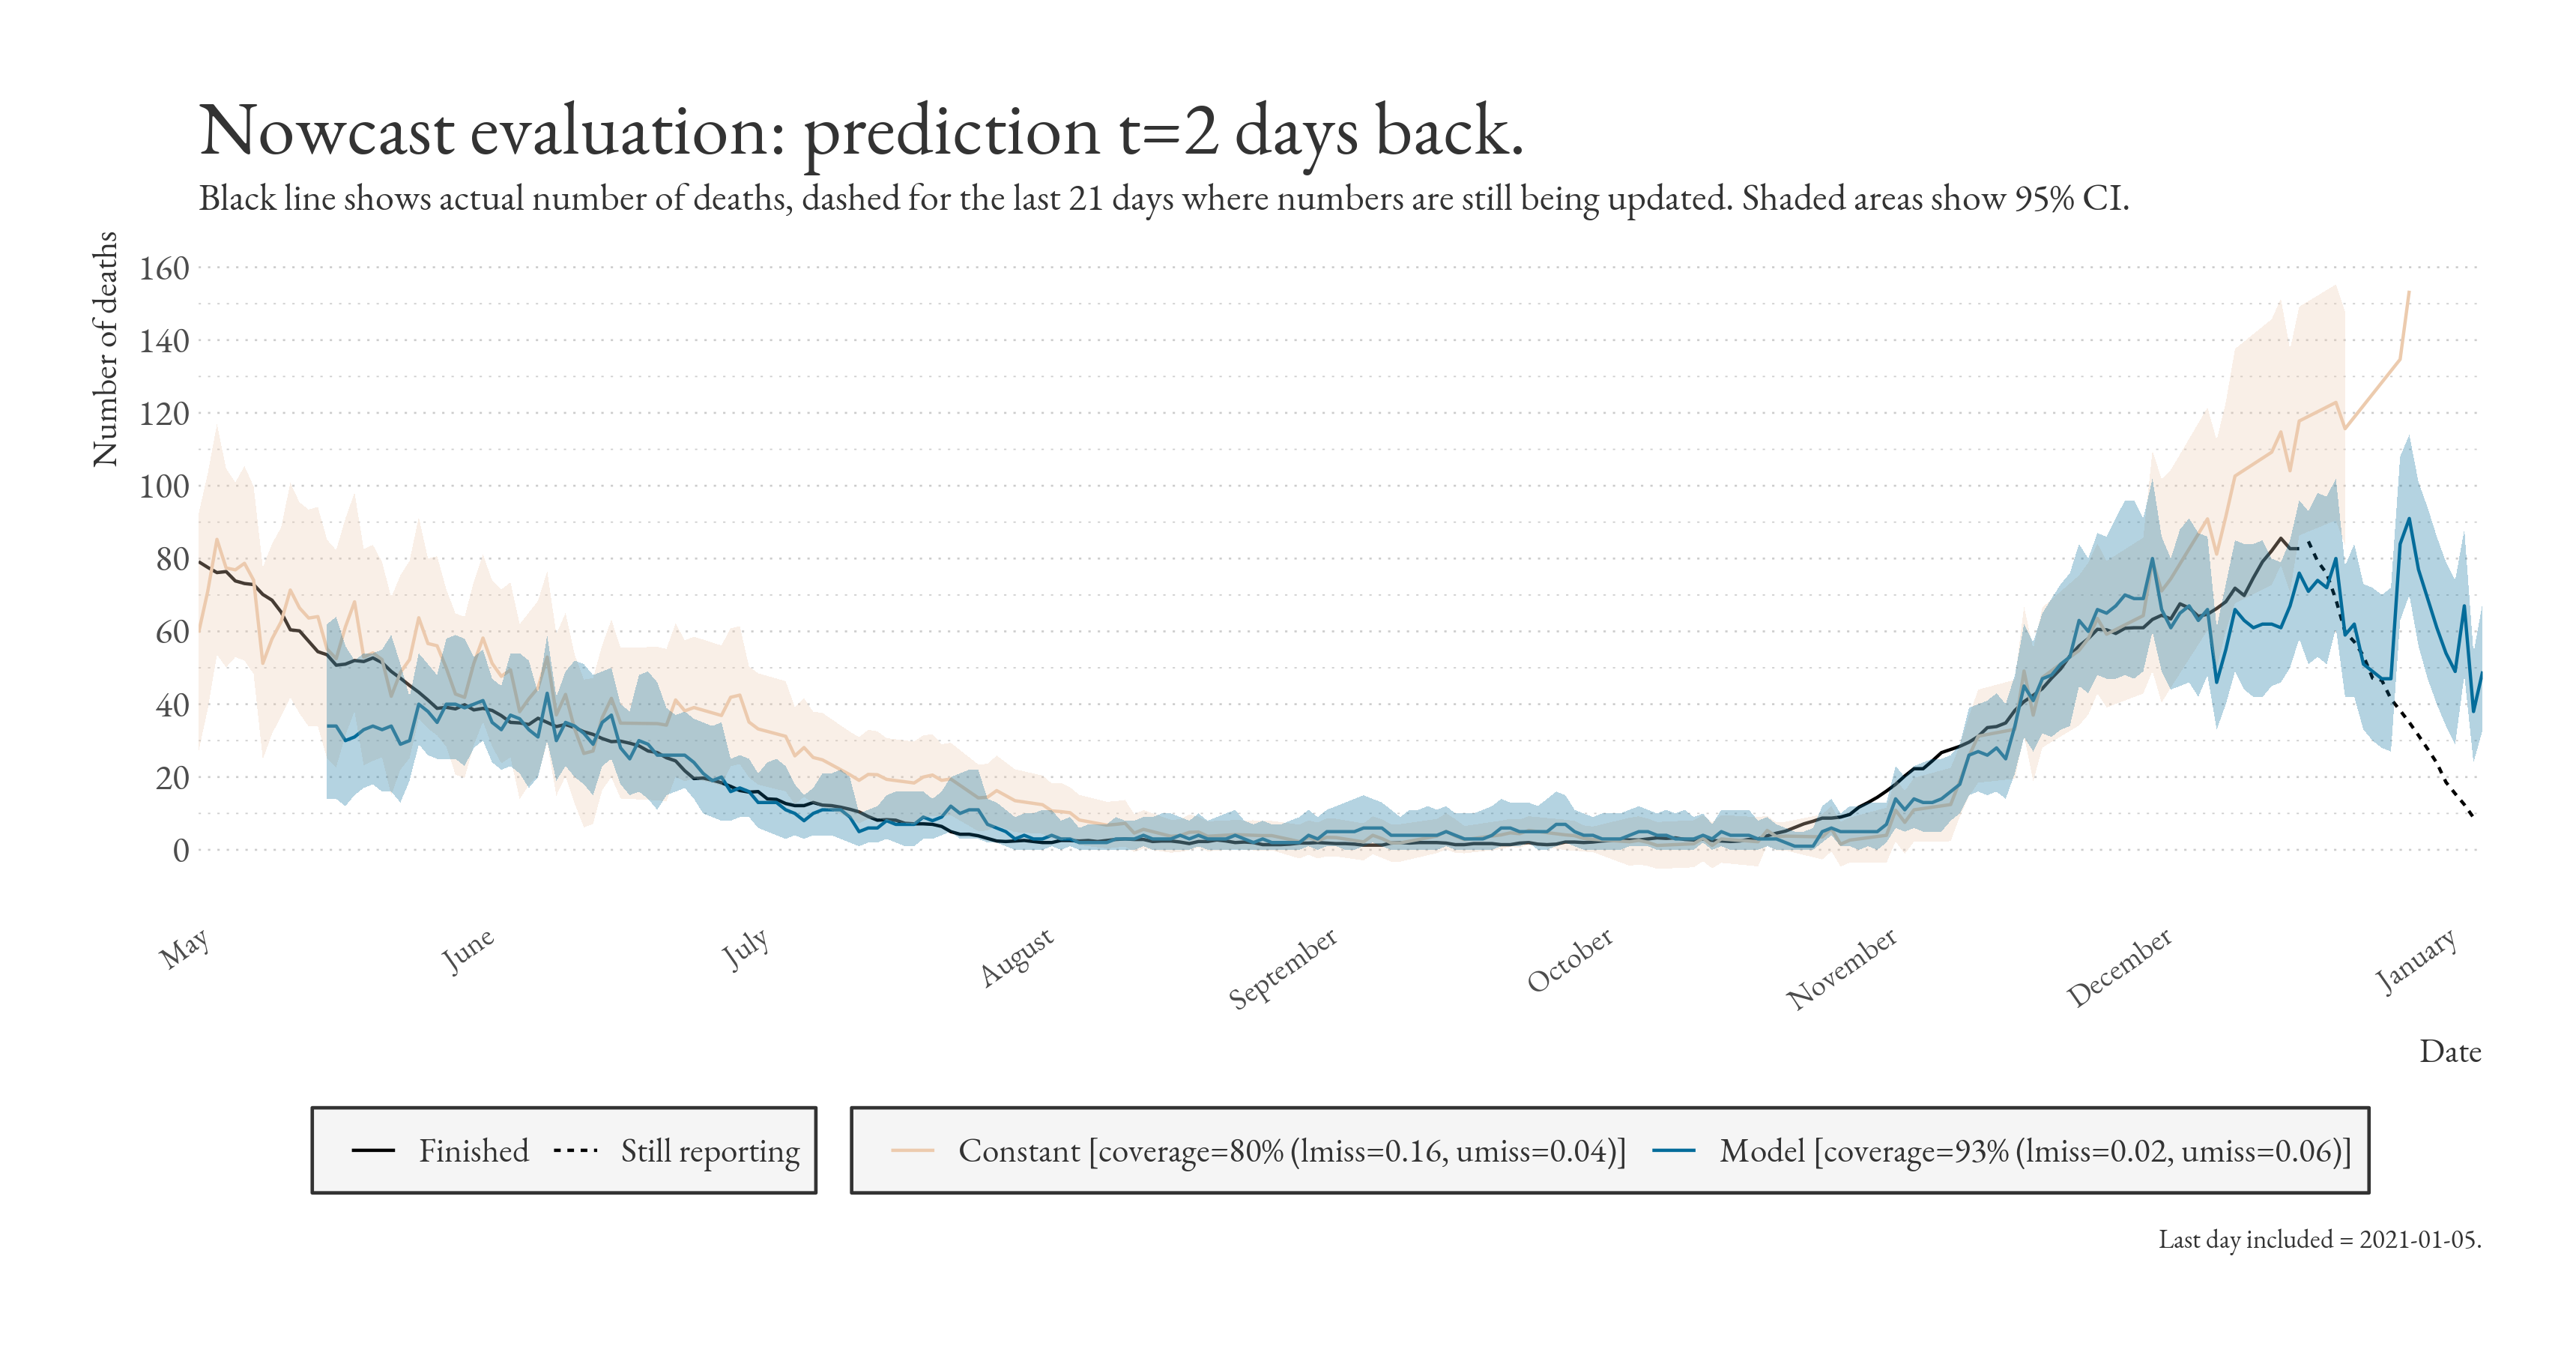 Nowcast evaluation: prediction t=2 days back.
Black line shows actual number of deaths, dashed for the last 21 days where numbers are still being updated. Shaded areas show 95% CI.
Number of deaths
160
140
120
100
80
60
40
20
0
May
June
July
August
September
October
November
December
January
Date
Finished
Still reporting
Constant [coverage=80% (lmiss=0.16, umiss=0.04)]
Model [coverage=93% (lmiss=0.02, umiss=0.06)]
Last day included = 2021-01-05.